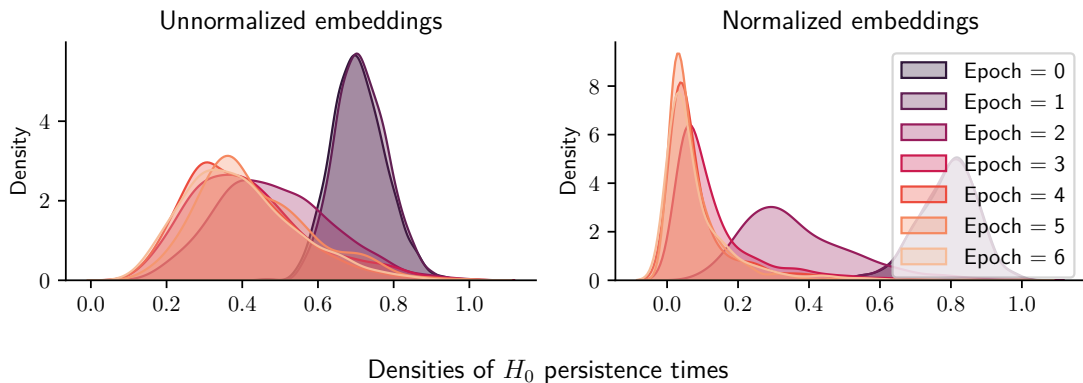 Unnormalized embeddings
Normalized embeddings
Density
4
2
0
0.0 0.2 0.4 0.6 0.8 1.0
Density
8
6
4
2
0
0.0 0.2 0.4 0.6 0.8 1.0
Epoch = 0
Epoch = 1
Epoch = 2
Epoch = 3
Epoch = 4
Epoch = 5
Epoch = 6
Densities of H₀ persistence times